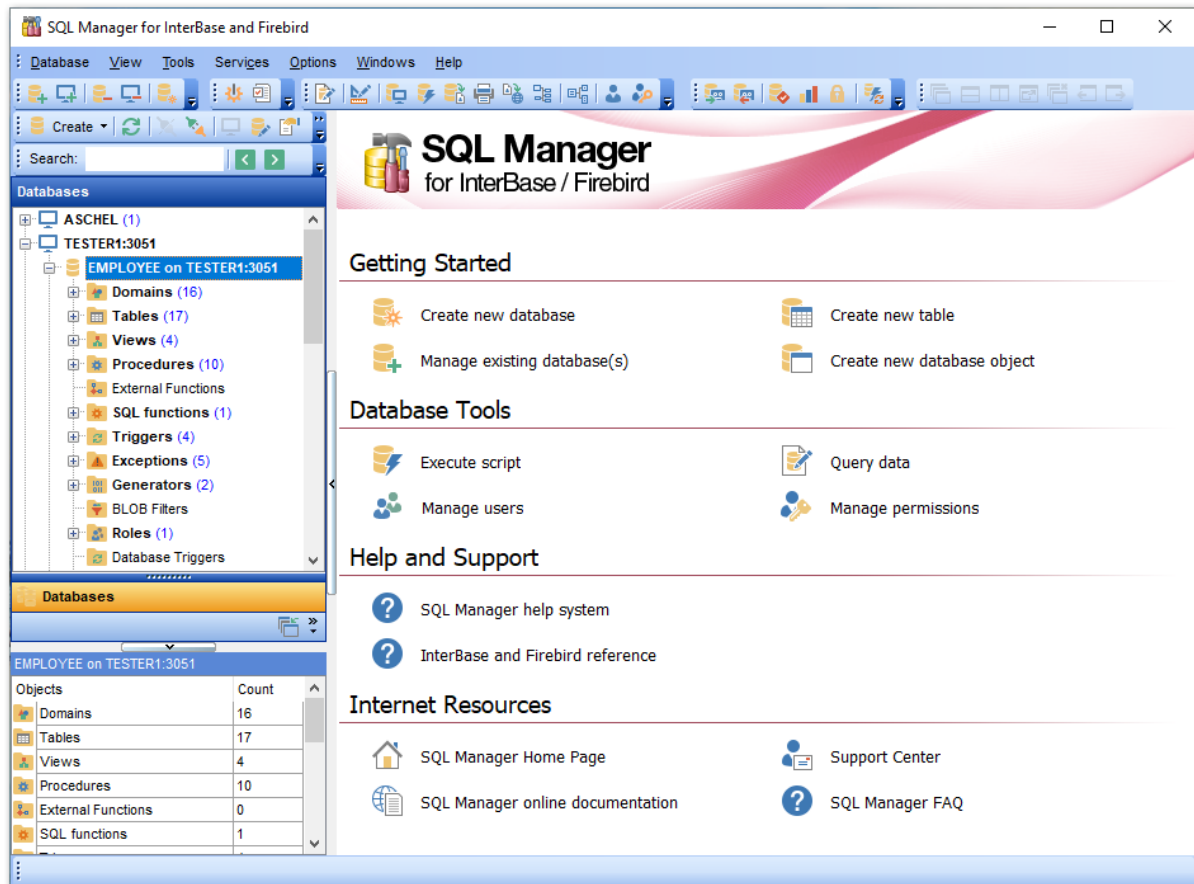 SQL Manager for InterBase and Firebird
Database View Tools Services Options Windows Help
Create
Search:
Databases
ASCHEL (1)
TESTER1:3051
EMPLOYEE on TESTER1:3051
Domains (16)
Tables (17)
Views (4)
Procedures (10)
External Functions
SQL functions (1)
Triggers (4)
Exceptions (5)
Generators (2)
BLOB Filters
Roles (1)
Database Triggers
Databases
EMPLOYEE on TESTER1:3051
Objects Count
Domains 16
Tables 17
Views 4
Procedures 10
External Functions 0
SQL functions 1
SQL Manager
for InterBase / Firebird
Getting Started
Create new database Create new table
Manage existing database(s) Create new database object
Database Tools
Execute script Query data
Manage users Manage permissions
Help and Support
SQL Manager help system
InterBase and Firebird reference
Internet Resources
SQL Manager Home Page Support Center
SQL Manager online documentation SQL Manager FAQ